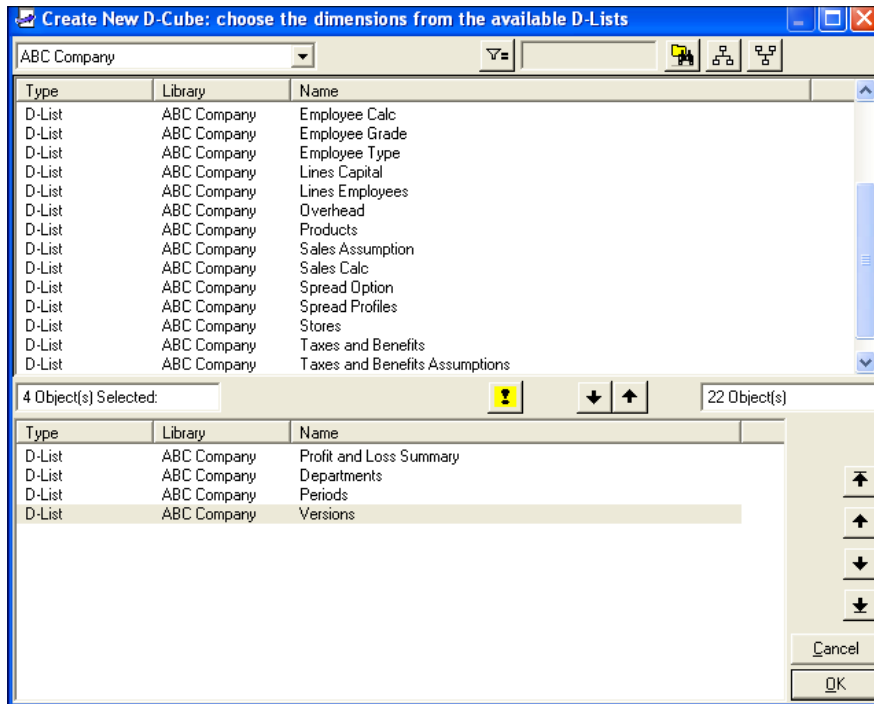 Create New D-Cube: choose the dimensions from the available D-Lists
ABC Company
Type Library Name
D-List ABC Company Employee Calc
D-List ABC Company Employee Grade
D-List ABC Company Employee Type
D-List ABC Company Lines Capital
D-List ABC Company Lines Employees
D-List ABC Company Overhead
D-List ABC Company Products
D-List ABC Company Sales Assumption
D-List ABC Company Sales Calc
D-List ABC Company Spread Option
D-List ABC Company Spread Profiles
D-List ABC Company Stores
D-List ABC Company Taxes and Benefits
D-List ABC Company Taxes and Benefits Assumptions
4 Object(s) Selected: 22 Object(s)
Type Library Name
D-List ABC Company Profit and Loss Summary
D-List ABC Company Departments
D-List ABC Company Periods
D-List ABC Company Versions
Cancel
OK